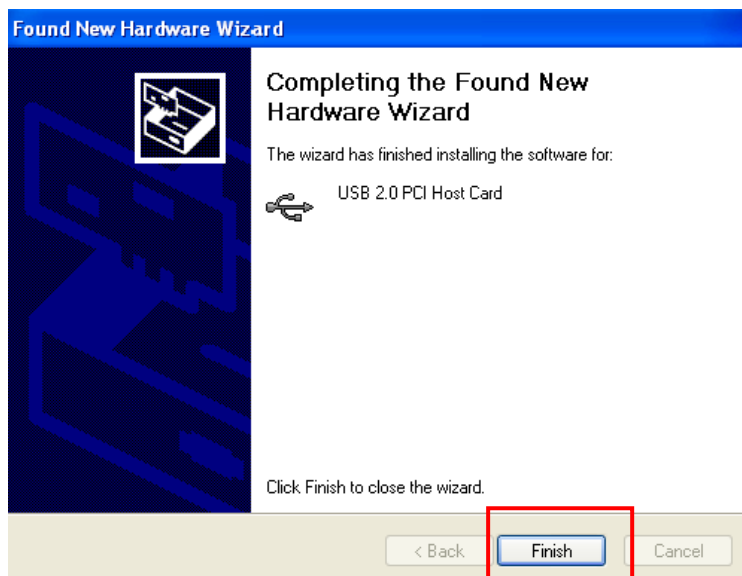 Found New Hardware Wizard
Completing the Found New
Hardware Wizard
The wizard has finished installing the software for:
USB 2.0 PCI Host Card
Click Finish to close the wizard.
< Back
Finish
Cancel